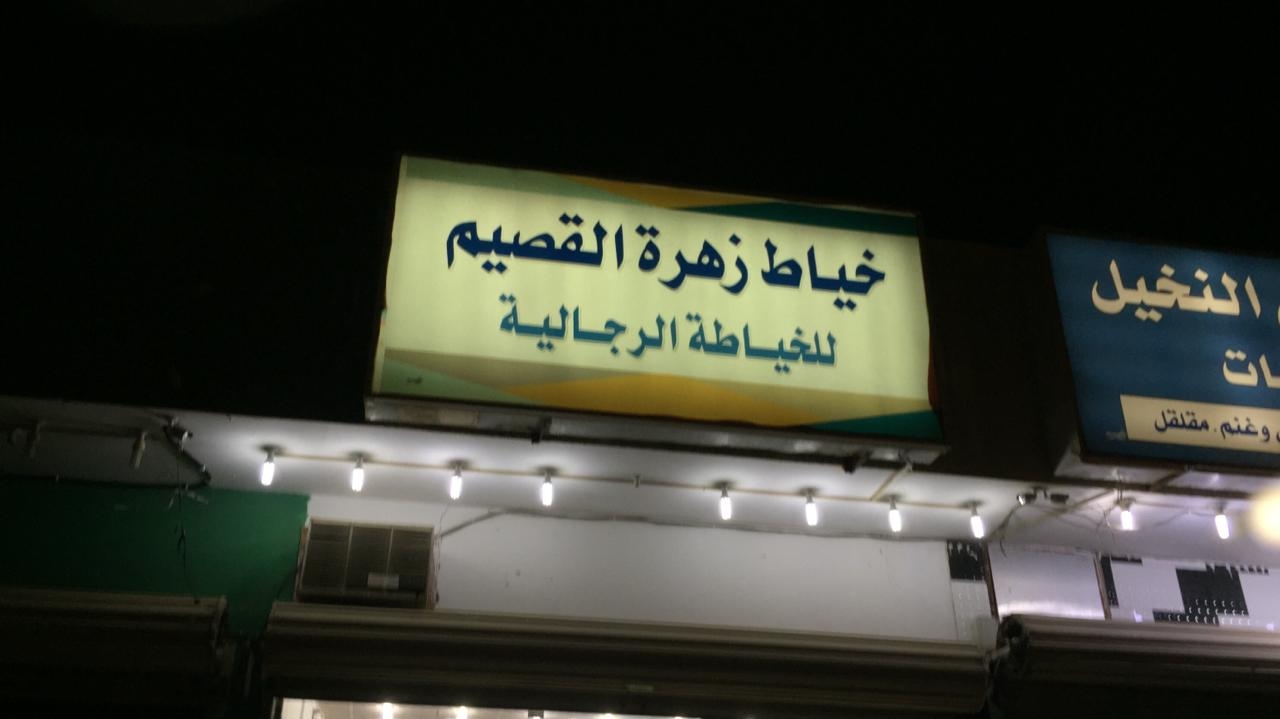 خياط زهرة القصيم
للخياطة الرجالية
النخيل
وغنم . مقلقل